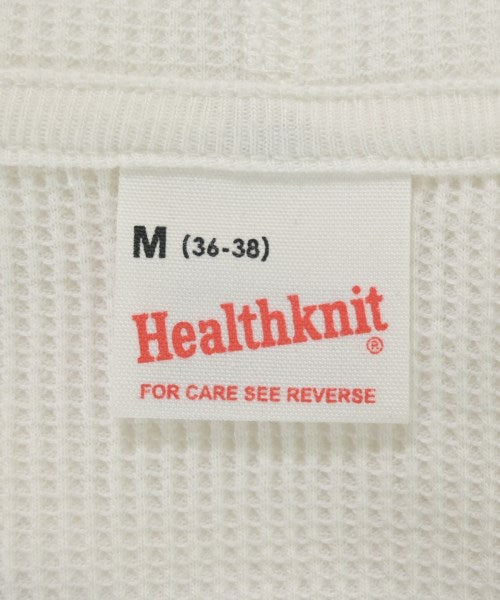 M (36-38)
Healthknit®
FOR CARE SEE REVERSE